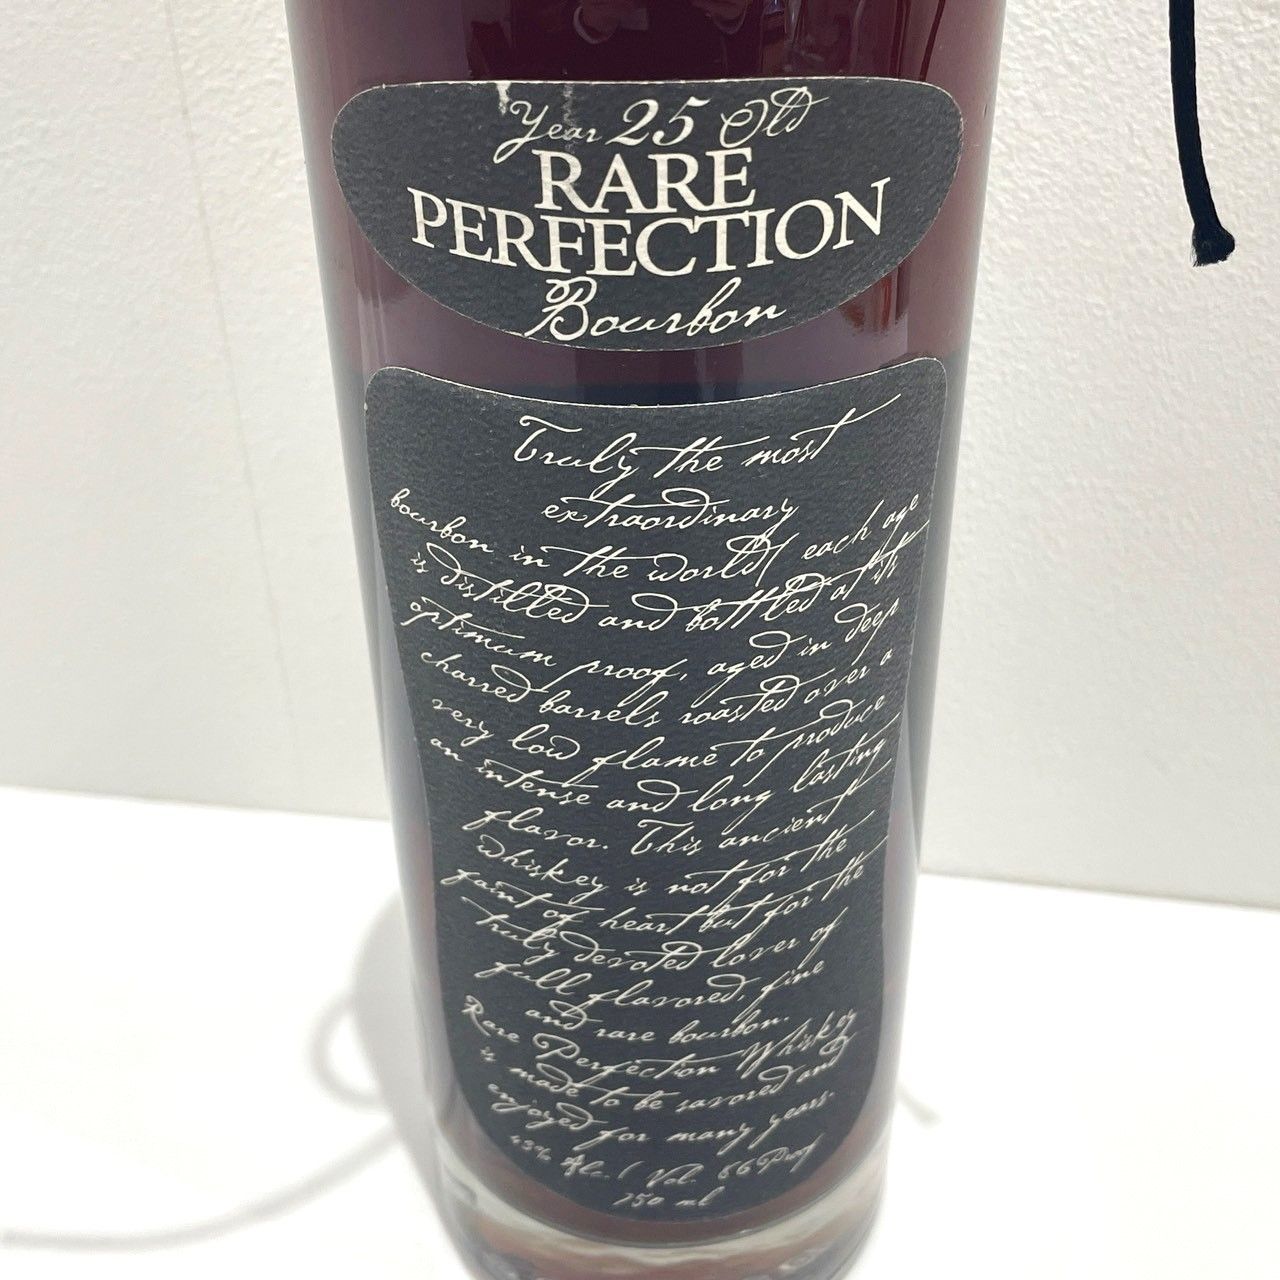 Year 25 Old
RARE
PERFECTION
Bourbon
Truly the most
extraordinary
bourbon in the world( each age
is distilled and bottled at its
optimum proof, aged in deep
charred barrels roasted over a
very low flame to produce
an intense and long lasting
flavor. This ancient
whiskey is not for the
faint of heart but for the
truly devoted lover of
full flavored, fine
and rare bourbon.
Rare Perfection Whiskey
is made to be savored and
enjoyed for many years.
43% Alc. ( Vol. 86 Proof
750 ml